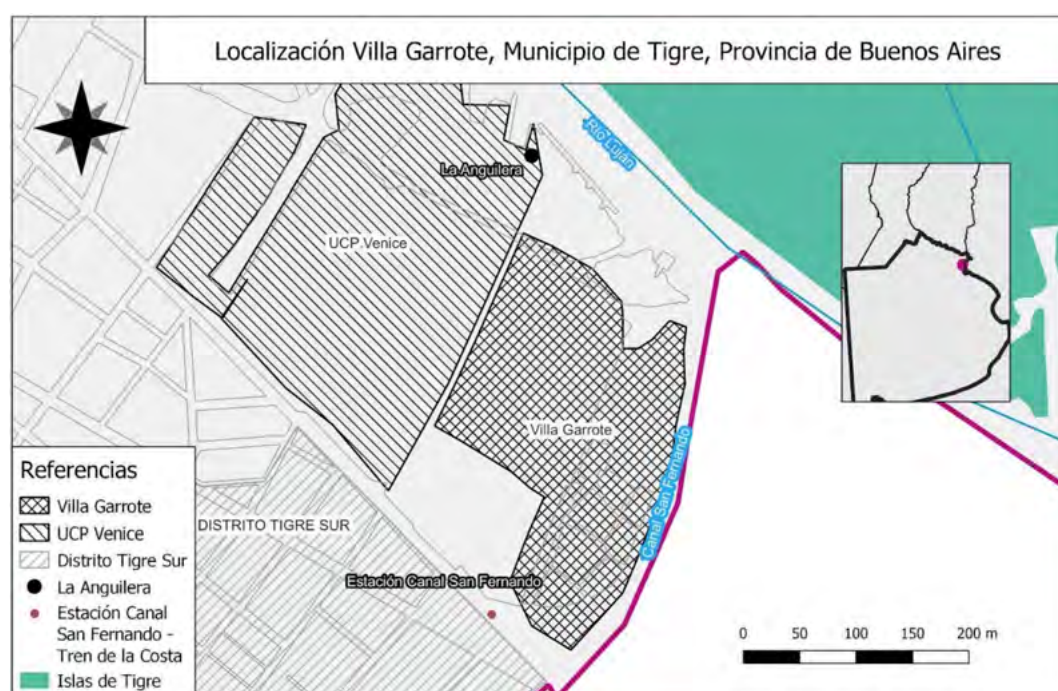 Localización Villa Garrote, Municipio de Tigre, Provincia de Buenos Aires
Río Luján
La Anguilera
UCP Venice
Villa Garrote
Canal San Fernando
DISTRITO TIGRE SUR
Estación Canal San Fernando
Referencias
Villa Garrote
UCP Venice
Distrito Tigre Sur
La Anguilera
Estación Canal
San Fernando -
Tren de la Costa
Islas de Tigre
0 50 100 150 200 m